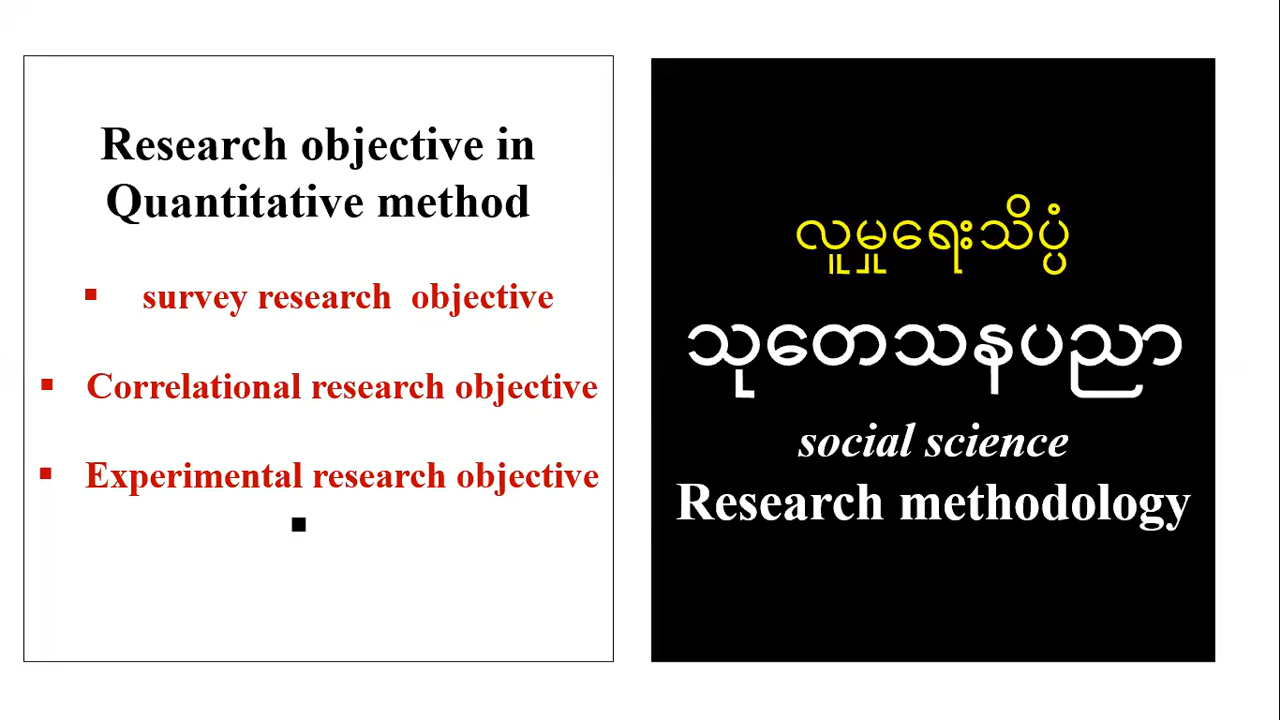 Research objective in
Quantitative method
▪ survey research objective
▪ Correlational research objective
▪ Experimental research objective
▪
လူမှုရေးသိပ္ပံ
သုတေသနပညာ
social science
Research methodology